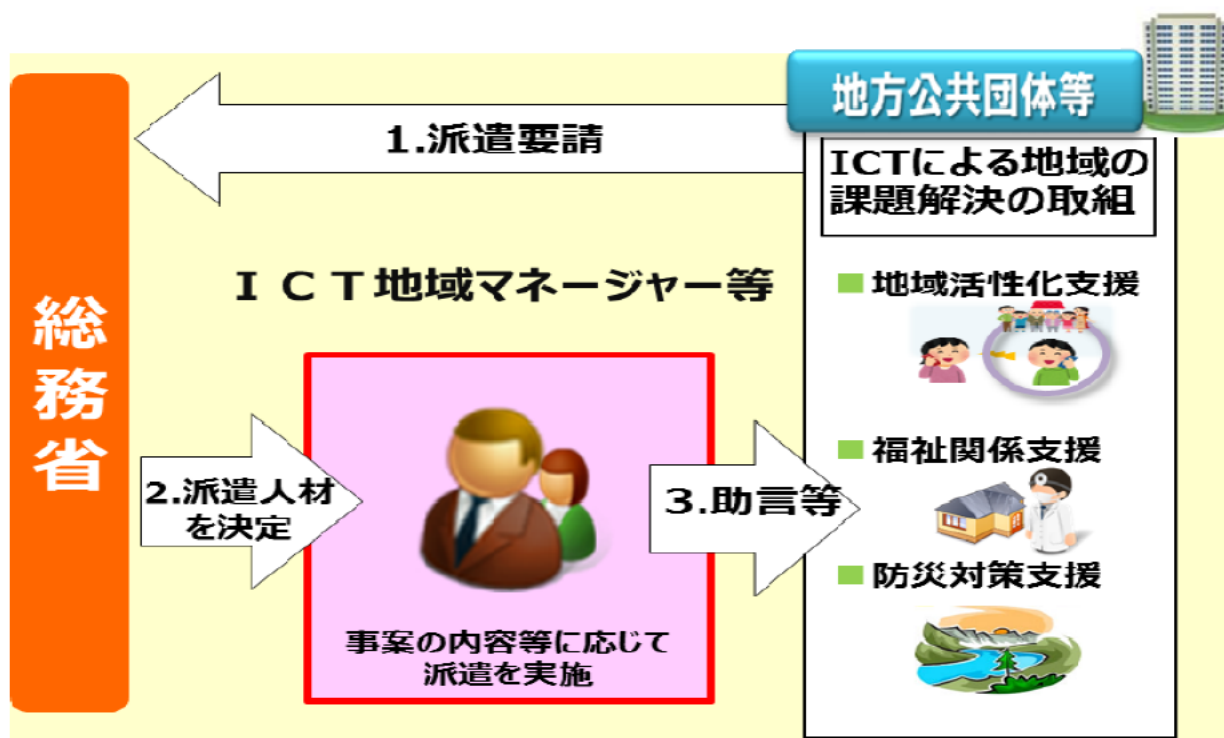 地方公共団体等
1.派遣要請
ICTによる地域の
課題解決の取組
総務省
ＩＣＴ地域マネージャー等
地域活性化支援
福祉関係支援
2.派遣人材
を決定
3.助言等
防災対策支援
事案の内容等に応じて
派遣を実施